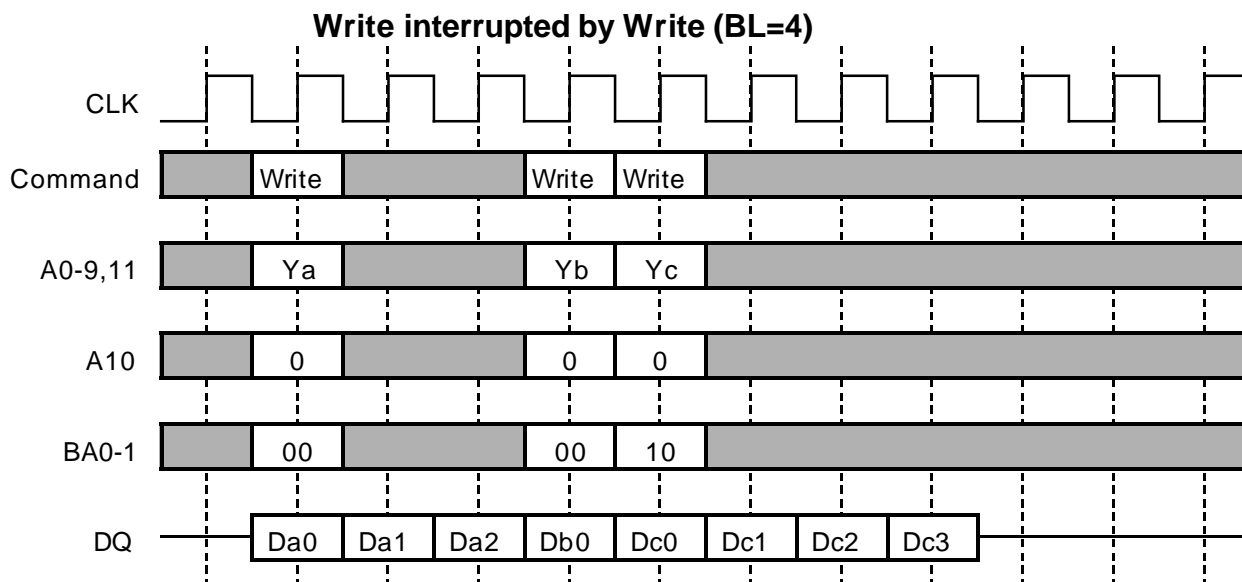 Write interrupted by Write (BL=4)
CLK
Command Write Write Write
A0-9,11 Ya Yb Yc
A10 0 0 0
BA0-1 00 00 10
DQ Da0 Da1 Da2 Db0 Dc0 Dc1 Dc2 Dc3